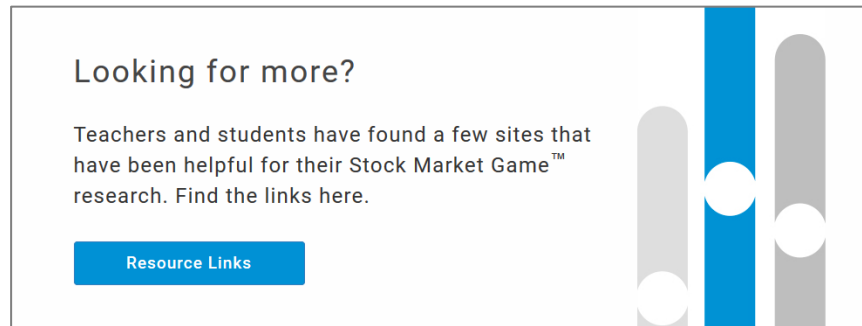 Looking for more?
Teachers and students have found a few sites that
have been helpful for their Stock Market Game™
research. Find the links here.
Resource Links